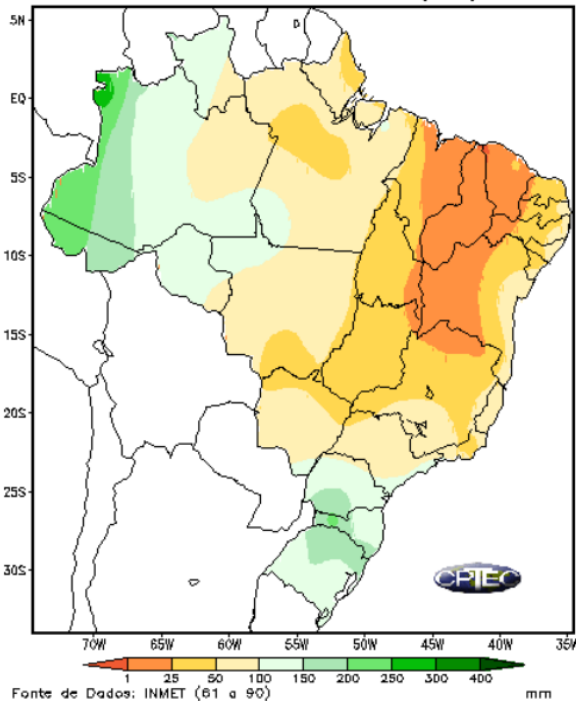 5N
EQ
5S
10S
15S
20S
25S
30S
70W 65W 60W 55W 50W 45W 40W 35W
CPTEC
1 25 50 100 150 200 250 300 400
Fonte de Dados: INMET (61 a 90) mm